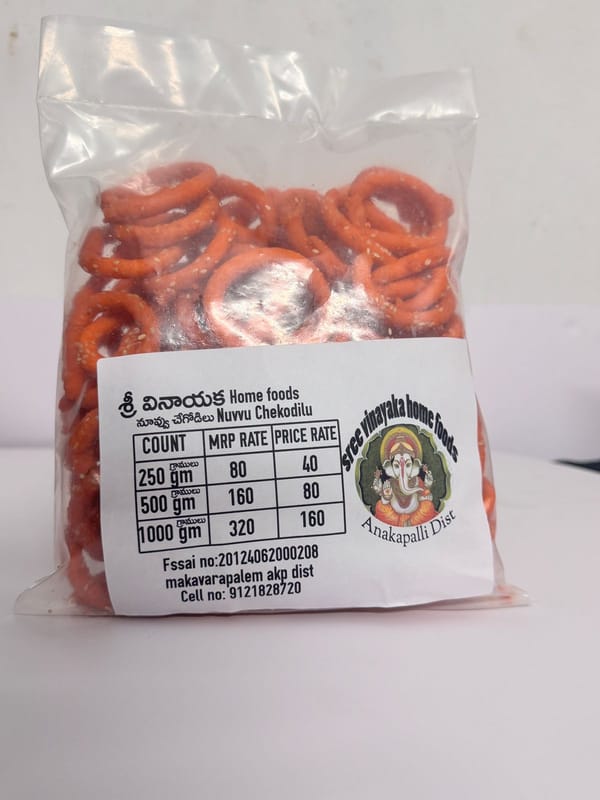 శ్రీ వినాయక Home foods
నూవ్వు చేగోడిలు Nuvvu Chekodilu
COUNT MRP RATE PRICE RATE
250 గ్రాములు gm 80 40
500 గ్రాములు gm 160 80
1000 గ్రాములు gm 320 160
Fssai no:20124062000208
makavarapalem akp dist
Cell no: 9121828720
sree vinayaka home foods
Anakapalli Dist